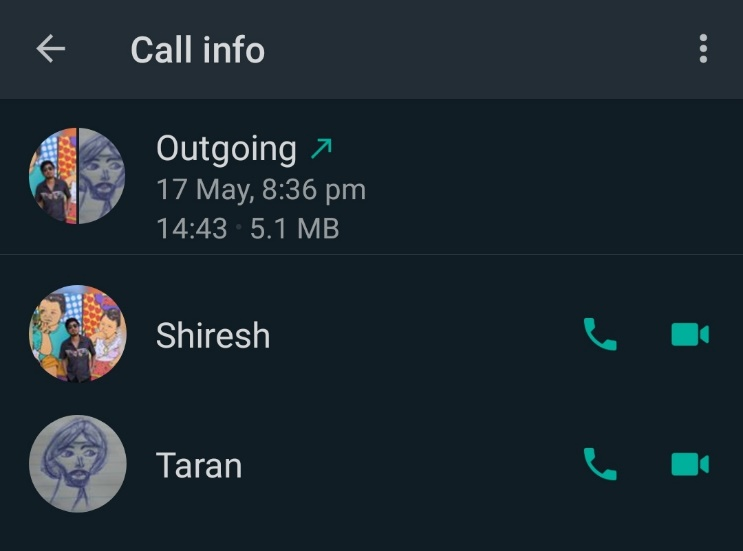 Call info
Outgoing
17 May, 8:36 pm
14:43 · 5.1 MB
Shiresh
Taran